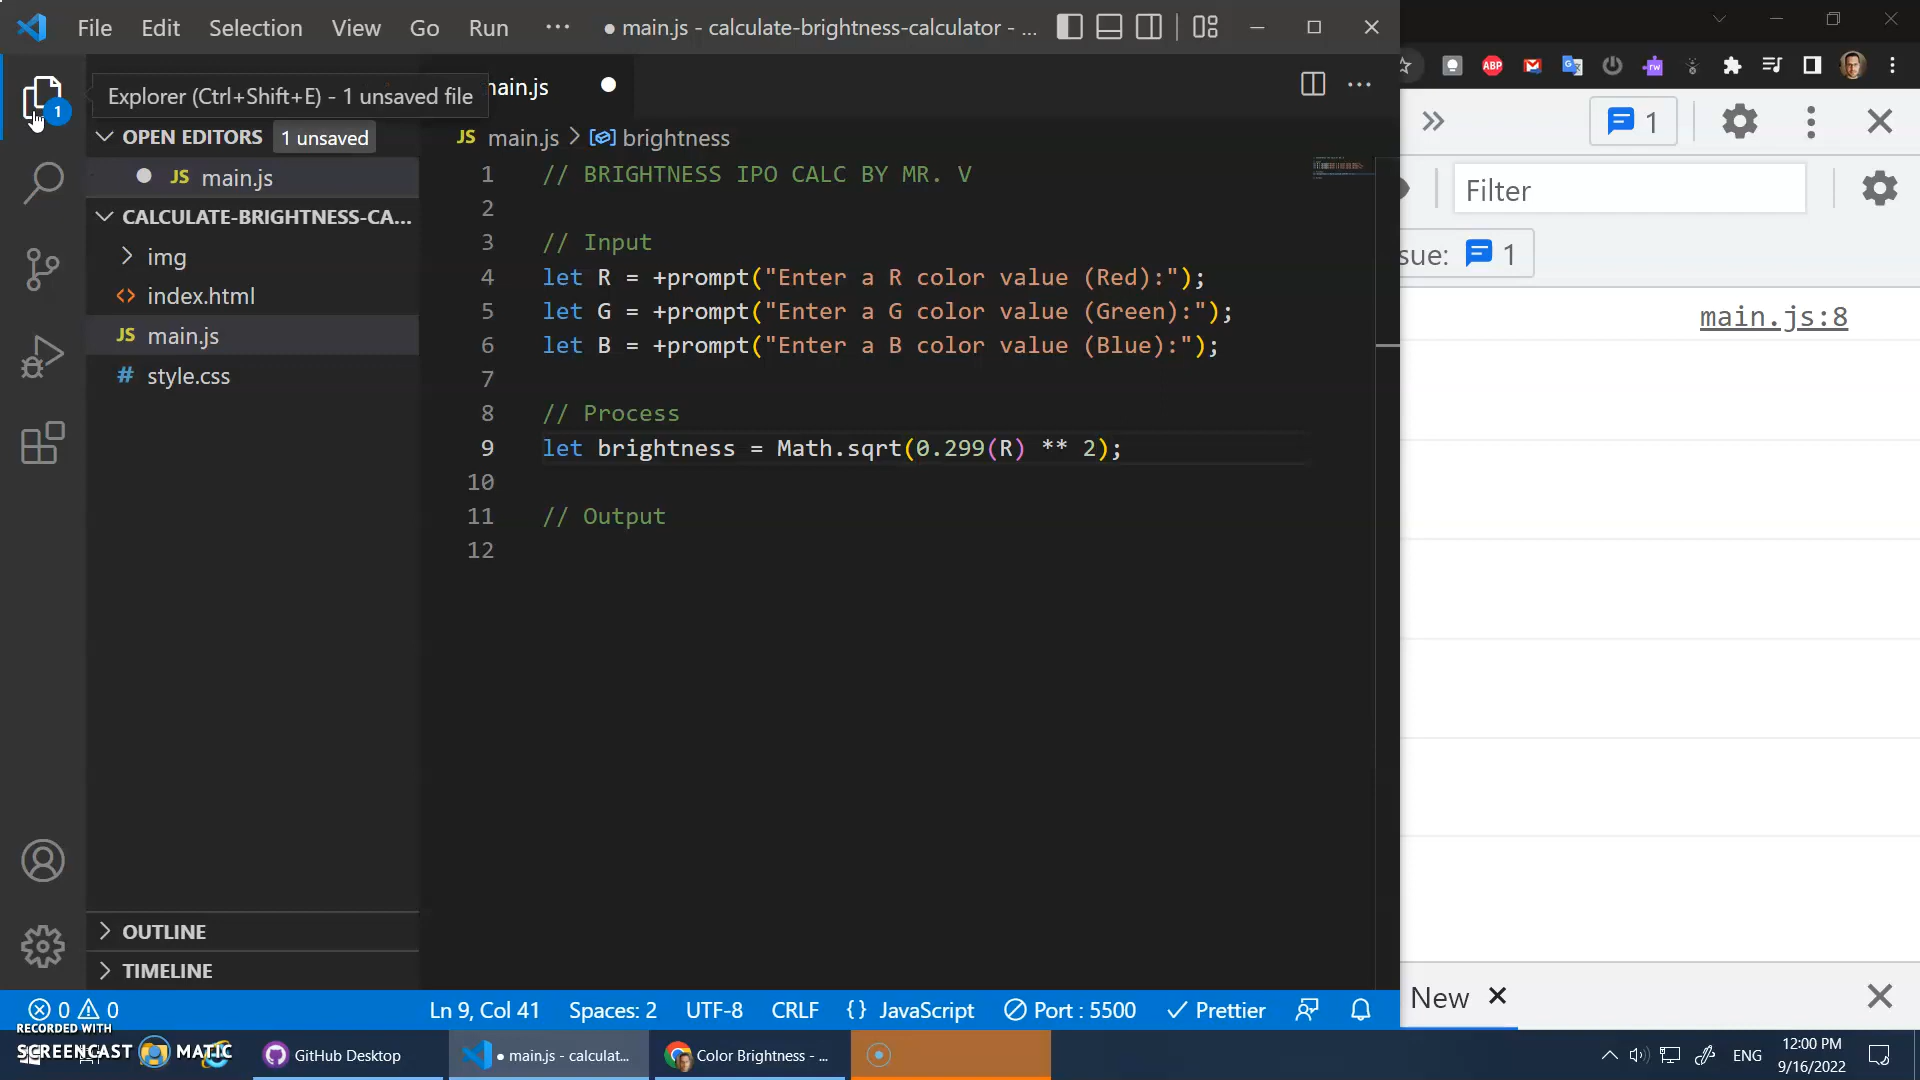 File Edit Selection View Go Run ··· ● main.js - calculate-brightness-calculator - ...
Explorer (Ctrl+Shift+E) - 1 unsaved file
1
main.js
OPEN EDITORS 1 unsaved
JS main.js
CALCULATE-BRIGHTNESS-CA...
img
index.html
JS main.js
# style.css
OUTLINE
TIMELINE
JS main.js > brightness
1 // BRIGHTNESS IPO CALC BY MR. V
2
3 // Input
4 let R = +prompt("Enter a R color value (Red):");
5 let G = +prompt("Enter a G color value (Green):");
6 let B = +prompt("Enter a B color value (Blue):");
7
8 // Process
9 let brightness = Math.sqrt(0.299(R) ** 2);
10
11 // Output
12
ABP
1
Filter
sue: 1
main.js:8
New
0 0 Ln 9, Col 41 Spaces: 2 UTF-8 CRLF {} JavaScript Port : 5500 Prettier
RECORDED WITH
SCREENCAST MATIC
GitHub Desktop
● main.js - calculat...
Color Brightness - ...
ENG
12:00 PM
9/16/2022